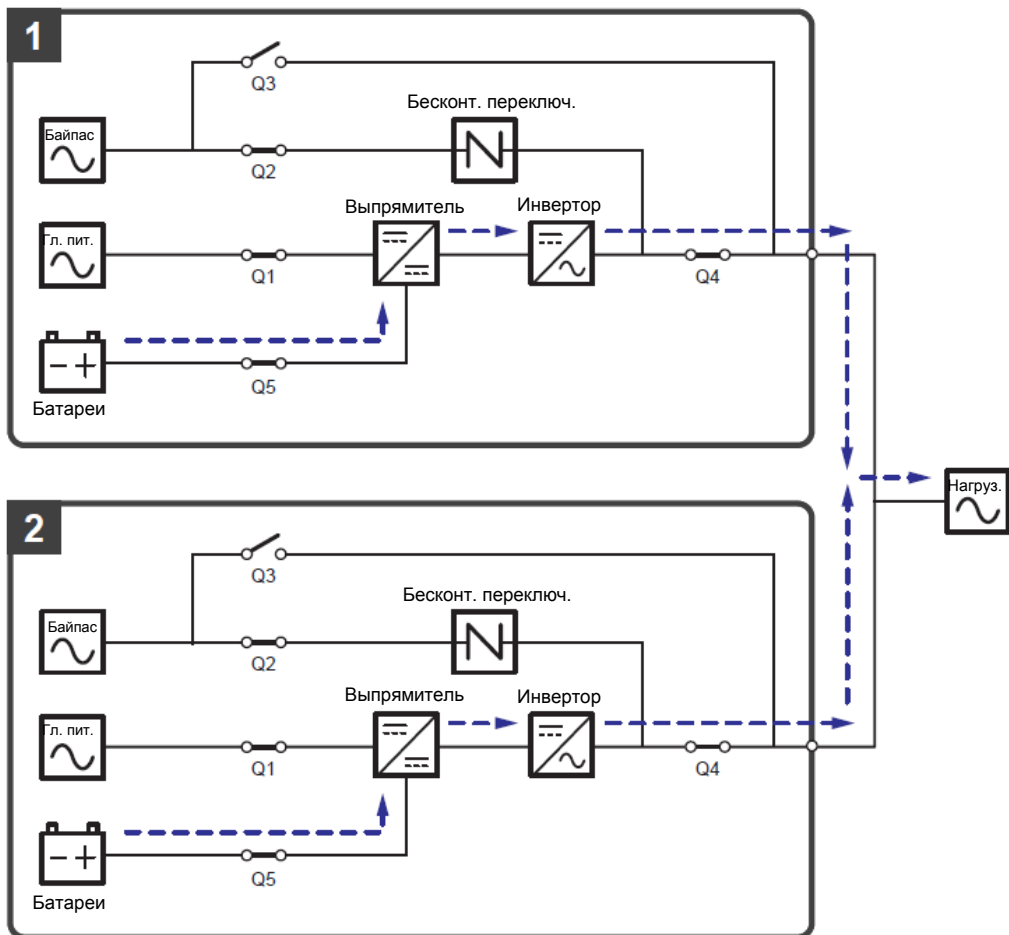 1
Q3
Бесконт. переключ.
Байпас
Q2
Выпрямитель
Инвертор
Гл. пит.
Q1
Q4
Q5
Батареи
Нагруз.
2
Q3
Бесконт. переключ.
Байпас
Q2
Выпрямитель
Инвертор
Гл. пит.
Q1
Q4
Q5
Батареи